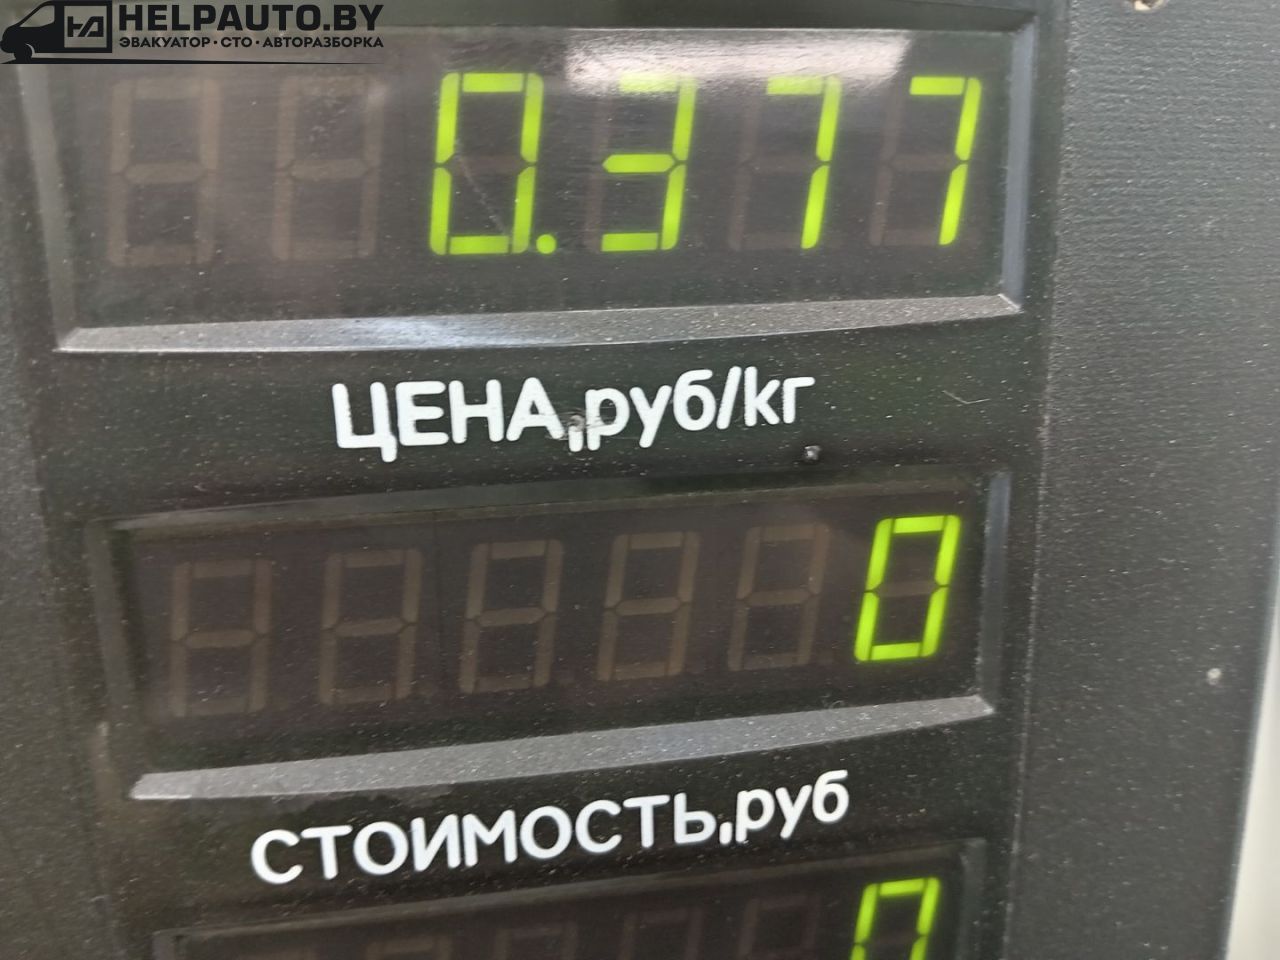 HELPAUTO.BY
ЭВАКУАТОР • СТО • АВТОРАЗБОРКА
0.377
ЦЕНА,руб/кг
0
СТОИМОСТЬ,руб
0